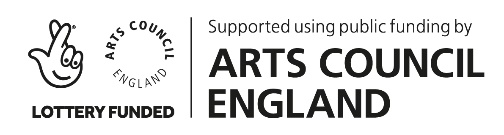 ARTS COUNCIL
ENGLAND
LOTTERY FUNDED
Supported using public funding by
ARTS COUNCIL
ENGLAND